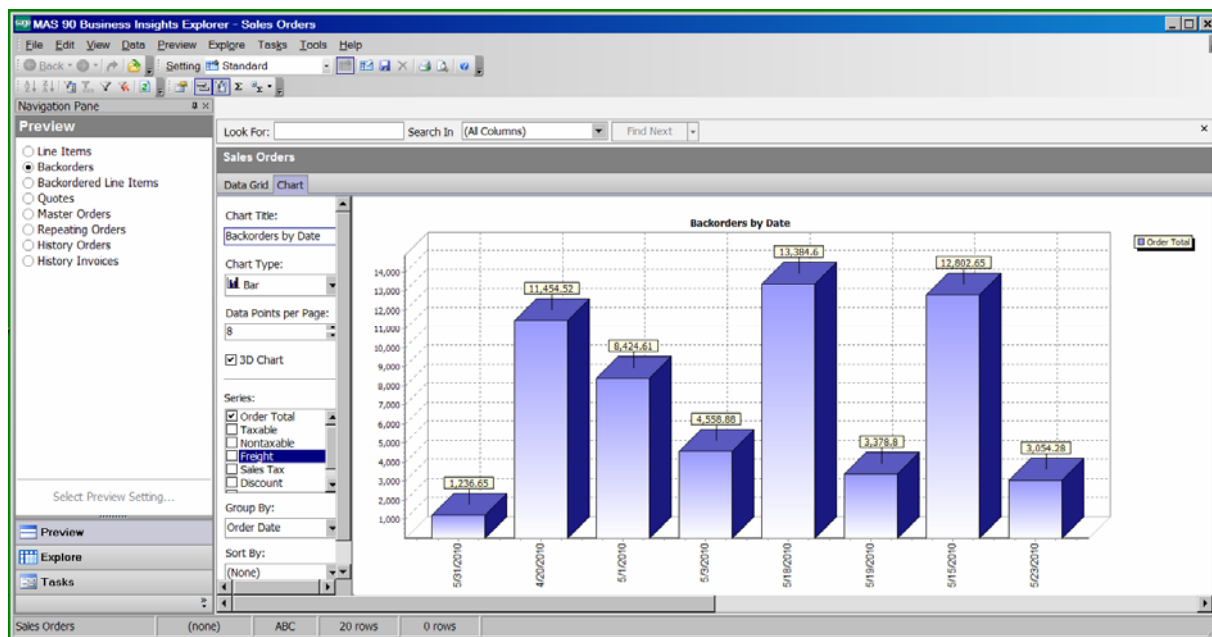 sage MAS 90 Business Insights Explorer - Sales Orders
File Edit View Data Preview Explore Tasks Tools Help
Back Setting Standard
Navigation Pane
Preview
Line Items
Backorders
Backordered Line Items
Quotes
Master Orders
Repeating Orders
History Orders
History Invoices
Select Preview Setting...
Preview
Explore
Tasks
Look For: Search In (All Columns) Find Next
Sales Orders
Data Grid Chart
Chart Title:
Backorders by Date
Chart Type:
Bar
Data Points per Page:
8
3D Chart
Series:
Order Total
Taxable
Nontaxable
Freight
Sales Tax
Discount
Group By:
Order Date
Sort By:
(None)
Backorders by Date
Order Total
14,000
13,000
12,000
11,000
10,000
9,000
8,000
7,000
6,000
5,000
4,000
3,000
2,000
1,000
1,236.65
11,454.52
8,424.61
4,558.88
13,384.6
3,378.8
12,802.65
3,054.28
5/31/2010
4/20/2010
5/1/2010
5/3/2010
5/18/2010
5/19/2010
5/15/2010
5/23/2010
Sales Orders (none) ABC 20 rows 0 rows